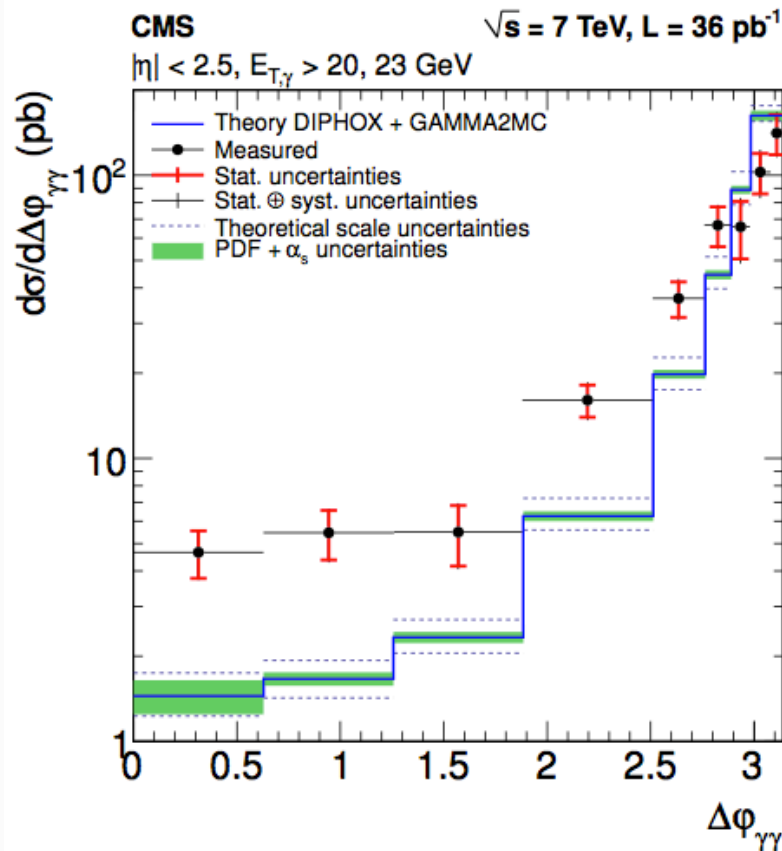 CMS √s = 7 TeV, L = 36 pb⁻¹
|η| < 2.5, E_T,γ > 20, 23 GeV
dσ/dΔφ_γγ (pb)
Theory DIPHOX + GAMMA2MC
Measured
Stat. uncertainties
Stat. ⊕ syst. uncertainties
Theoretical scale uncertainties
PDF + α_s uncertainties
10²
10
1
0 0.5 1 1.5 2 2.5 3
Δφ_γγ